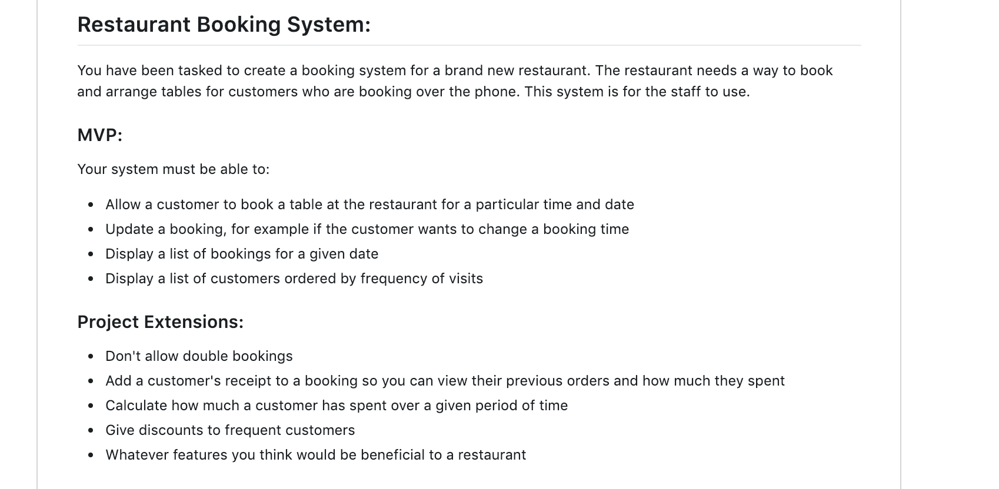 Restaurant Booking System:
You have been tasked to create a booking system for a brand new restaurant. The restaurant needs a way to book
and arrange tables for customers who are booking over the phone. This system is for the staff to use.
MVP:
Your system must be able to:
• Allow a customer to book a table at the restaurant for a particular time and date
• Update a booking, for example if the customer wants to change a booking time
• Display a list of bookings for a given date
• Display a list of customers ordered by frequency of visits
Project Extensions:
• Don't allow double bookings
• Add a customer's receipt to a booking so you can view their previous orders and how much they spent
• Calculate how much a customer has spent over a given period of time
• Give discounts to frequent customers
• Whatever features you think would be beneficial to a restaurant